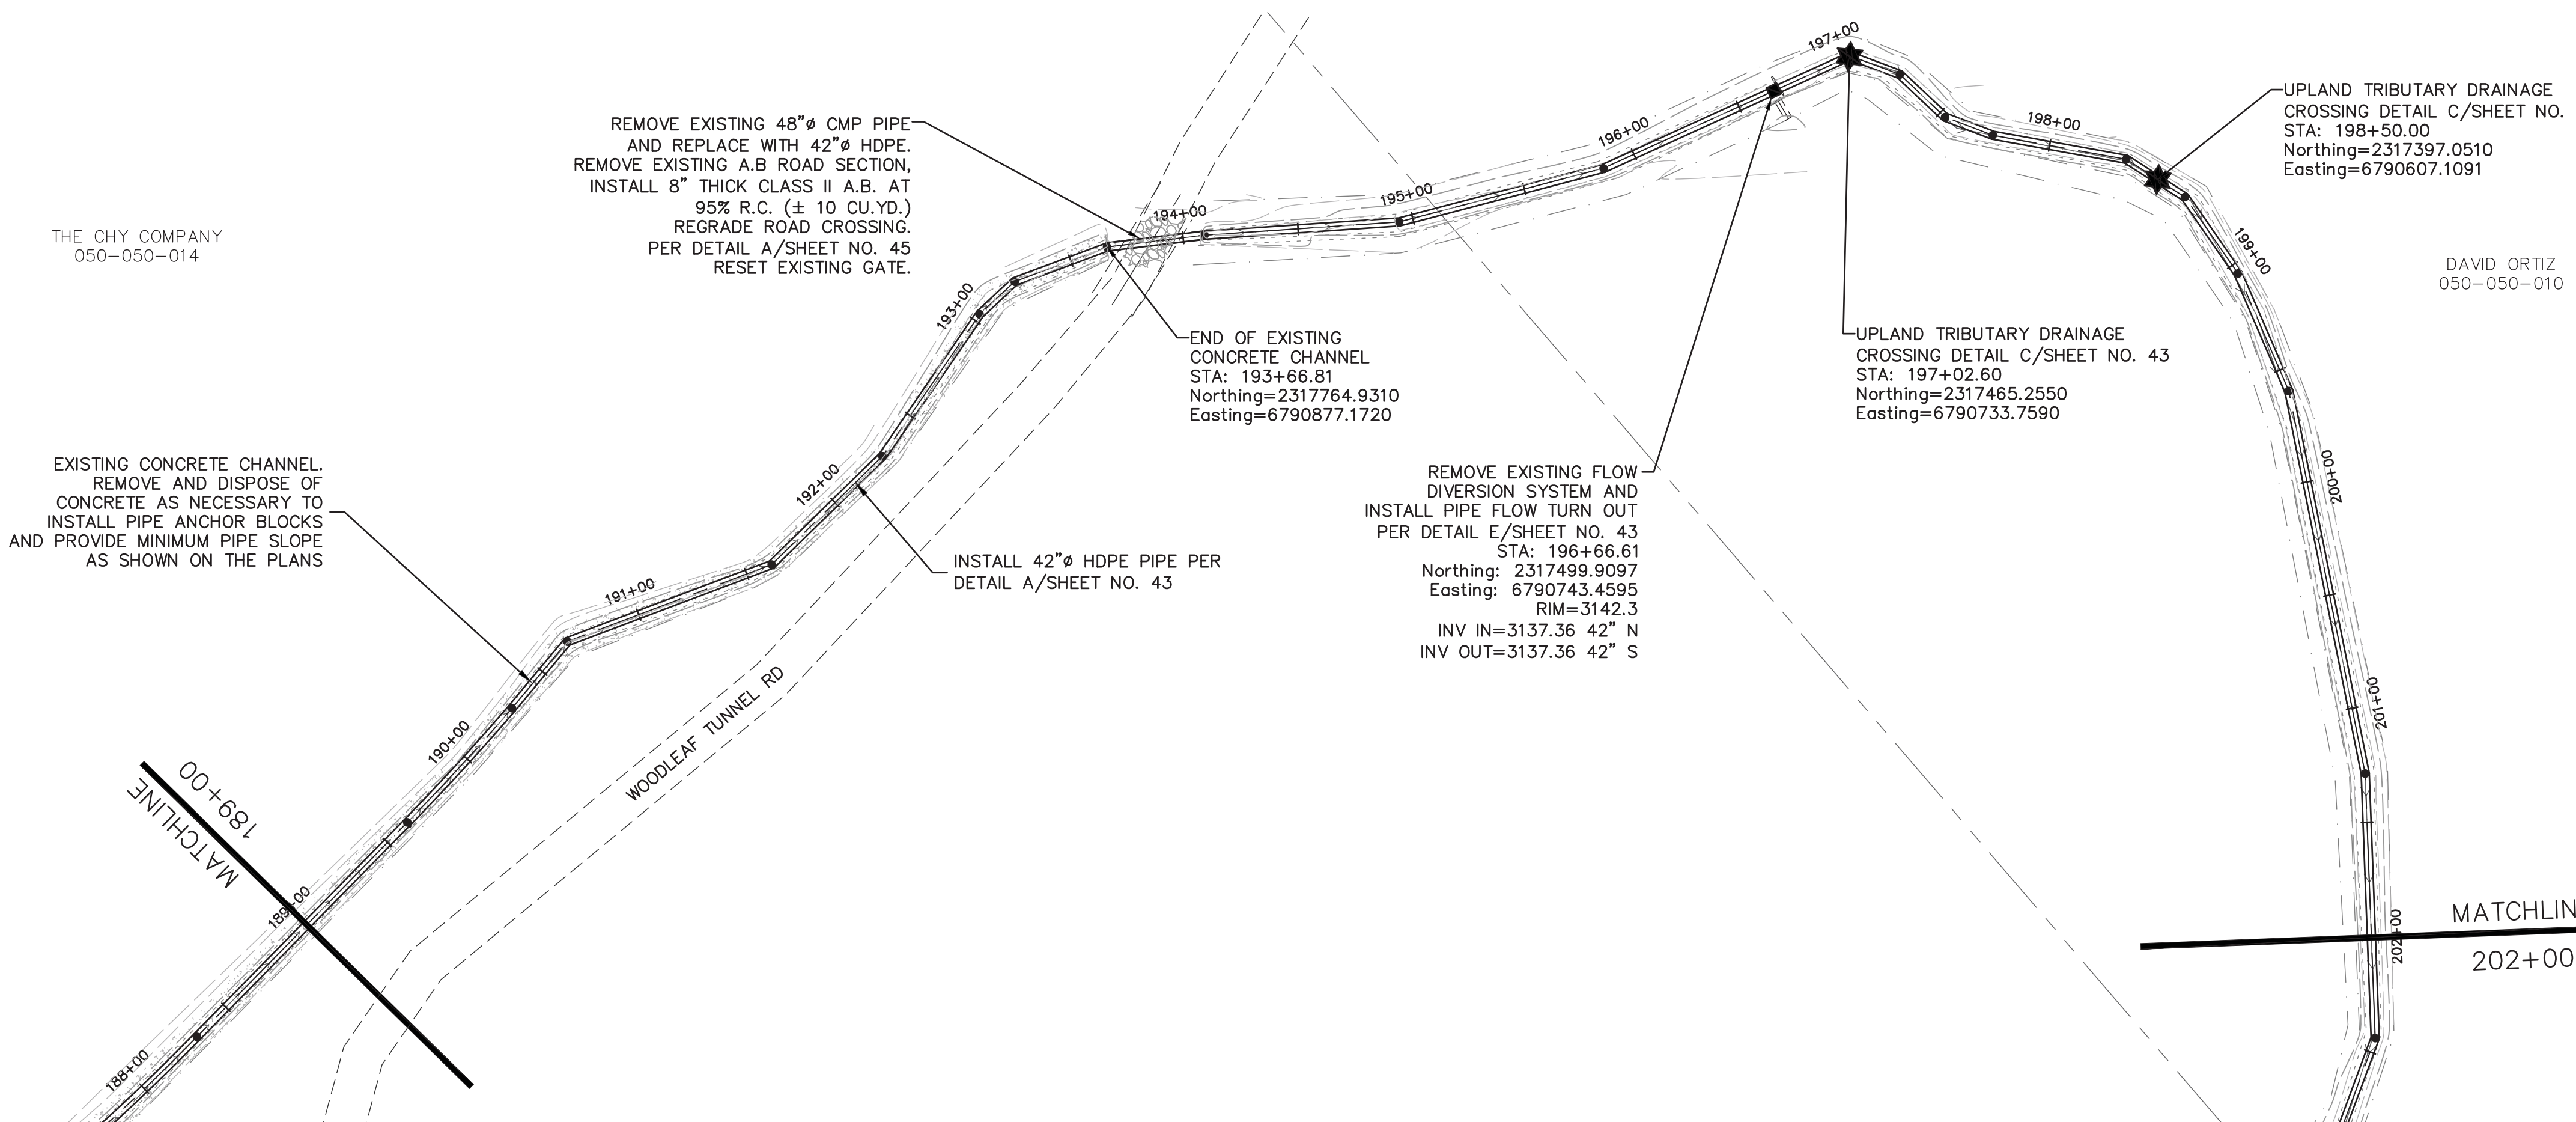 THE CHY COMPANY
050-050-014
REMOVE EXISTING 48"ø CMP PIPE
AND REPLACE WITH 42"ø HDPE.
REMOVE EXISTING A.B ROAD SECTION,
INSTALL 8" THICK CLASS II A.B. AT
95% R.C. (± 10 CU.YD.)
REGRADE ROAD CROSSING.
PER DETAIL A/SHEET NO. 45
RESET EXISTING GATE.
END OF EXISTING
CONCRETE CHANNEL
STA: 193+66.81
Northing=2317764.9310
Easting=6790877.1720
EXISTING CONCRETE CHANNEL.
REMOVE AND DISPOSE OF
CONCRETE AS NECESSARY TO
INSTALL PIPE ANCHOR BLOCKS
AND PROVIDE MINIMUM PIPE SLOPE
AS SHOWN ON THE PLANS
INSTALL 42"ø HDPE PIPE PER
DETAIL A/SHEET NO. 43
REMOVE EXISTING FLOW
DIVERSION SYSTEM AND
INSTALL PIPE FLOW TURN OUT
PER DETAIL E/SHEET NO. 43
STA: 196+66.61
Northing: 2317499.9097
Easting: 6790743.4595
RIM=3142.3
INV IN=3137.36 42" N
INV OUT=3137.36 42" S
UPLAND TRIBUTARY DRAINAGE
CROSSING DETAIL C/SHEET NO. 43
STA: 197+02.60
Northing=2317465.2550
Easting=6790733.7590
UPLAND TRIBUTARY DRAINAGE
CROSSING DETAIL C/SHEET NO.
STA: 198+50.00
Northing=2317397.0510
Easting=6790607.1091
DAVID ORTIZ
050-050-010
WOODLEAF TUNNEL RD
MATCHLINE
189+00
188+00
189+00
190+00
191+00
192+00
193+00
194+00
195+00
196+00
197+00
198+00
199+00
200+00
201+00
202+00
MATCHLIN
202+00